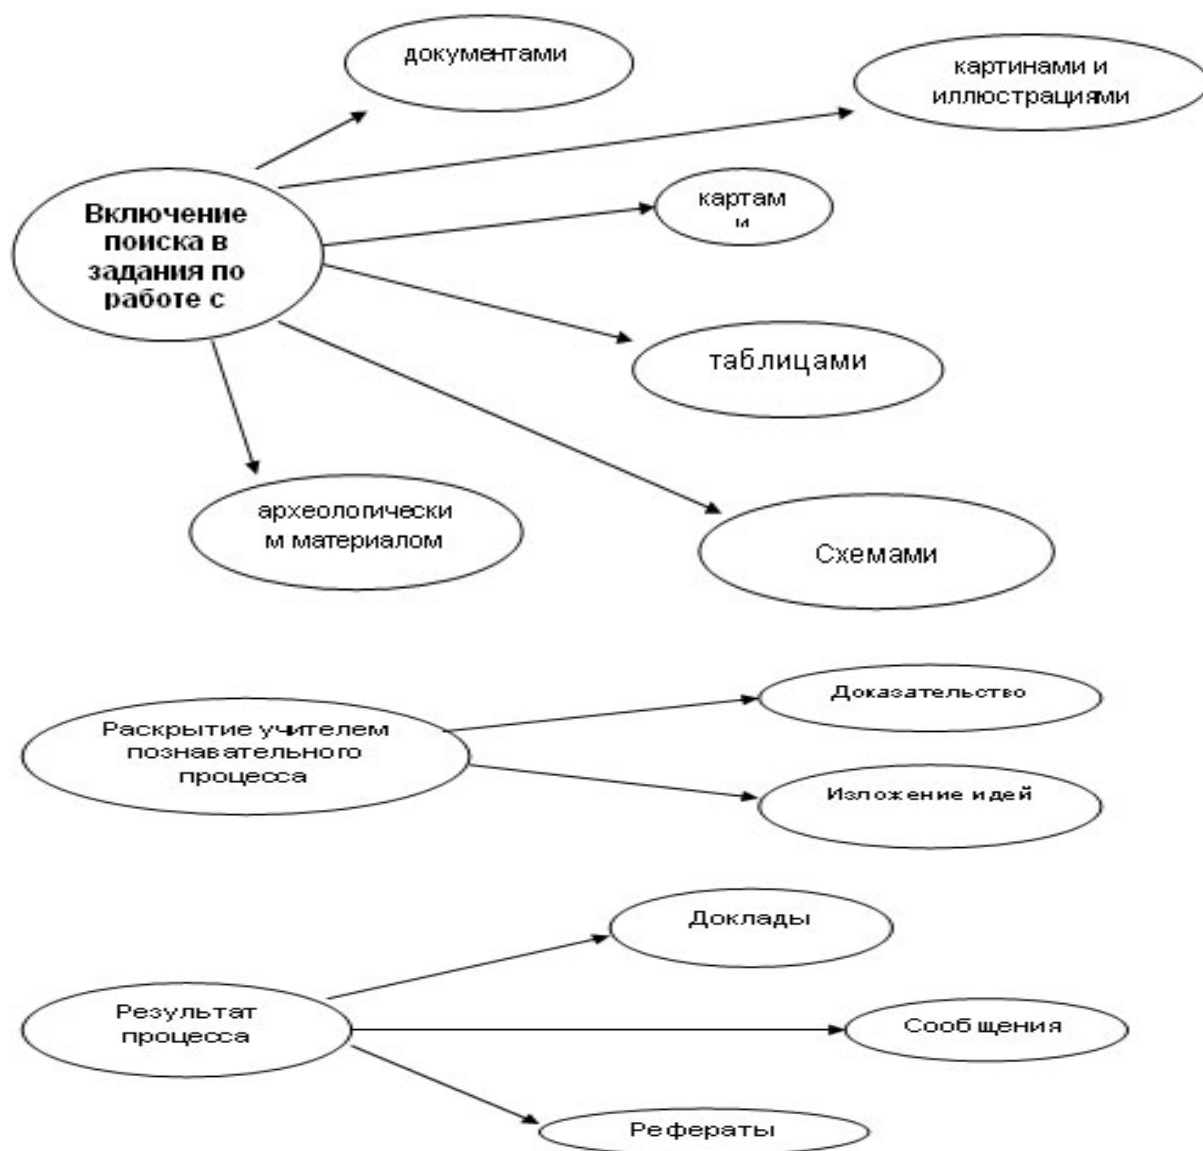 документами
картинами и
иллюстрациями
Включение
поиска в
задания по
работе с
картам
и
таблицами
археологически
м материалом
Схемами
Раскрытие учителем
познавательного
процесса
Доказательство
Изложение идей
Доклады
Результат
процесса
Сообщения
Рефераты